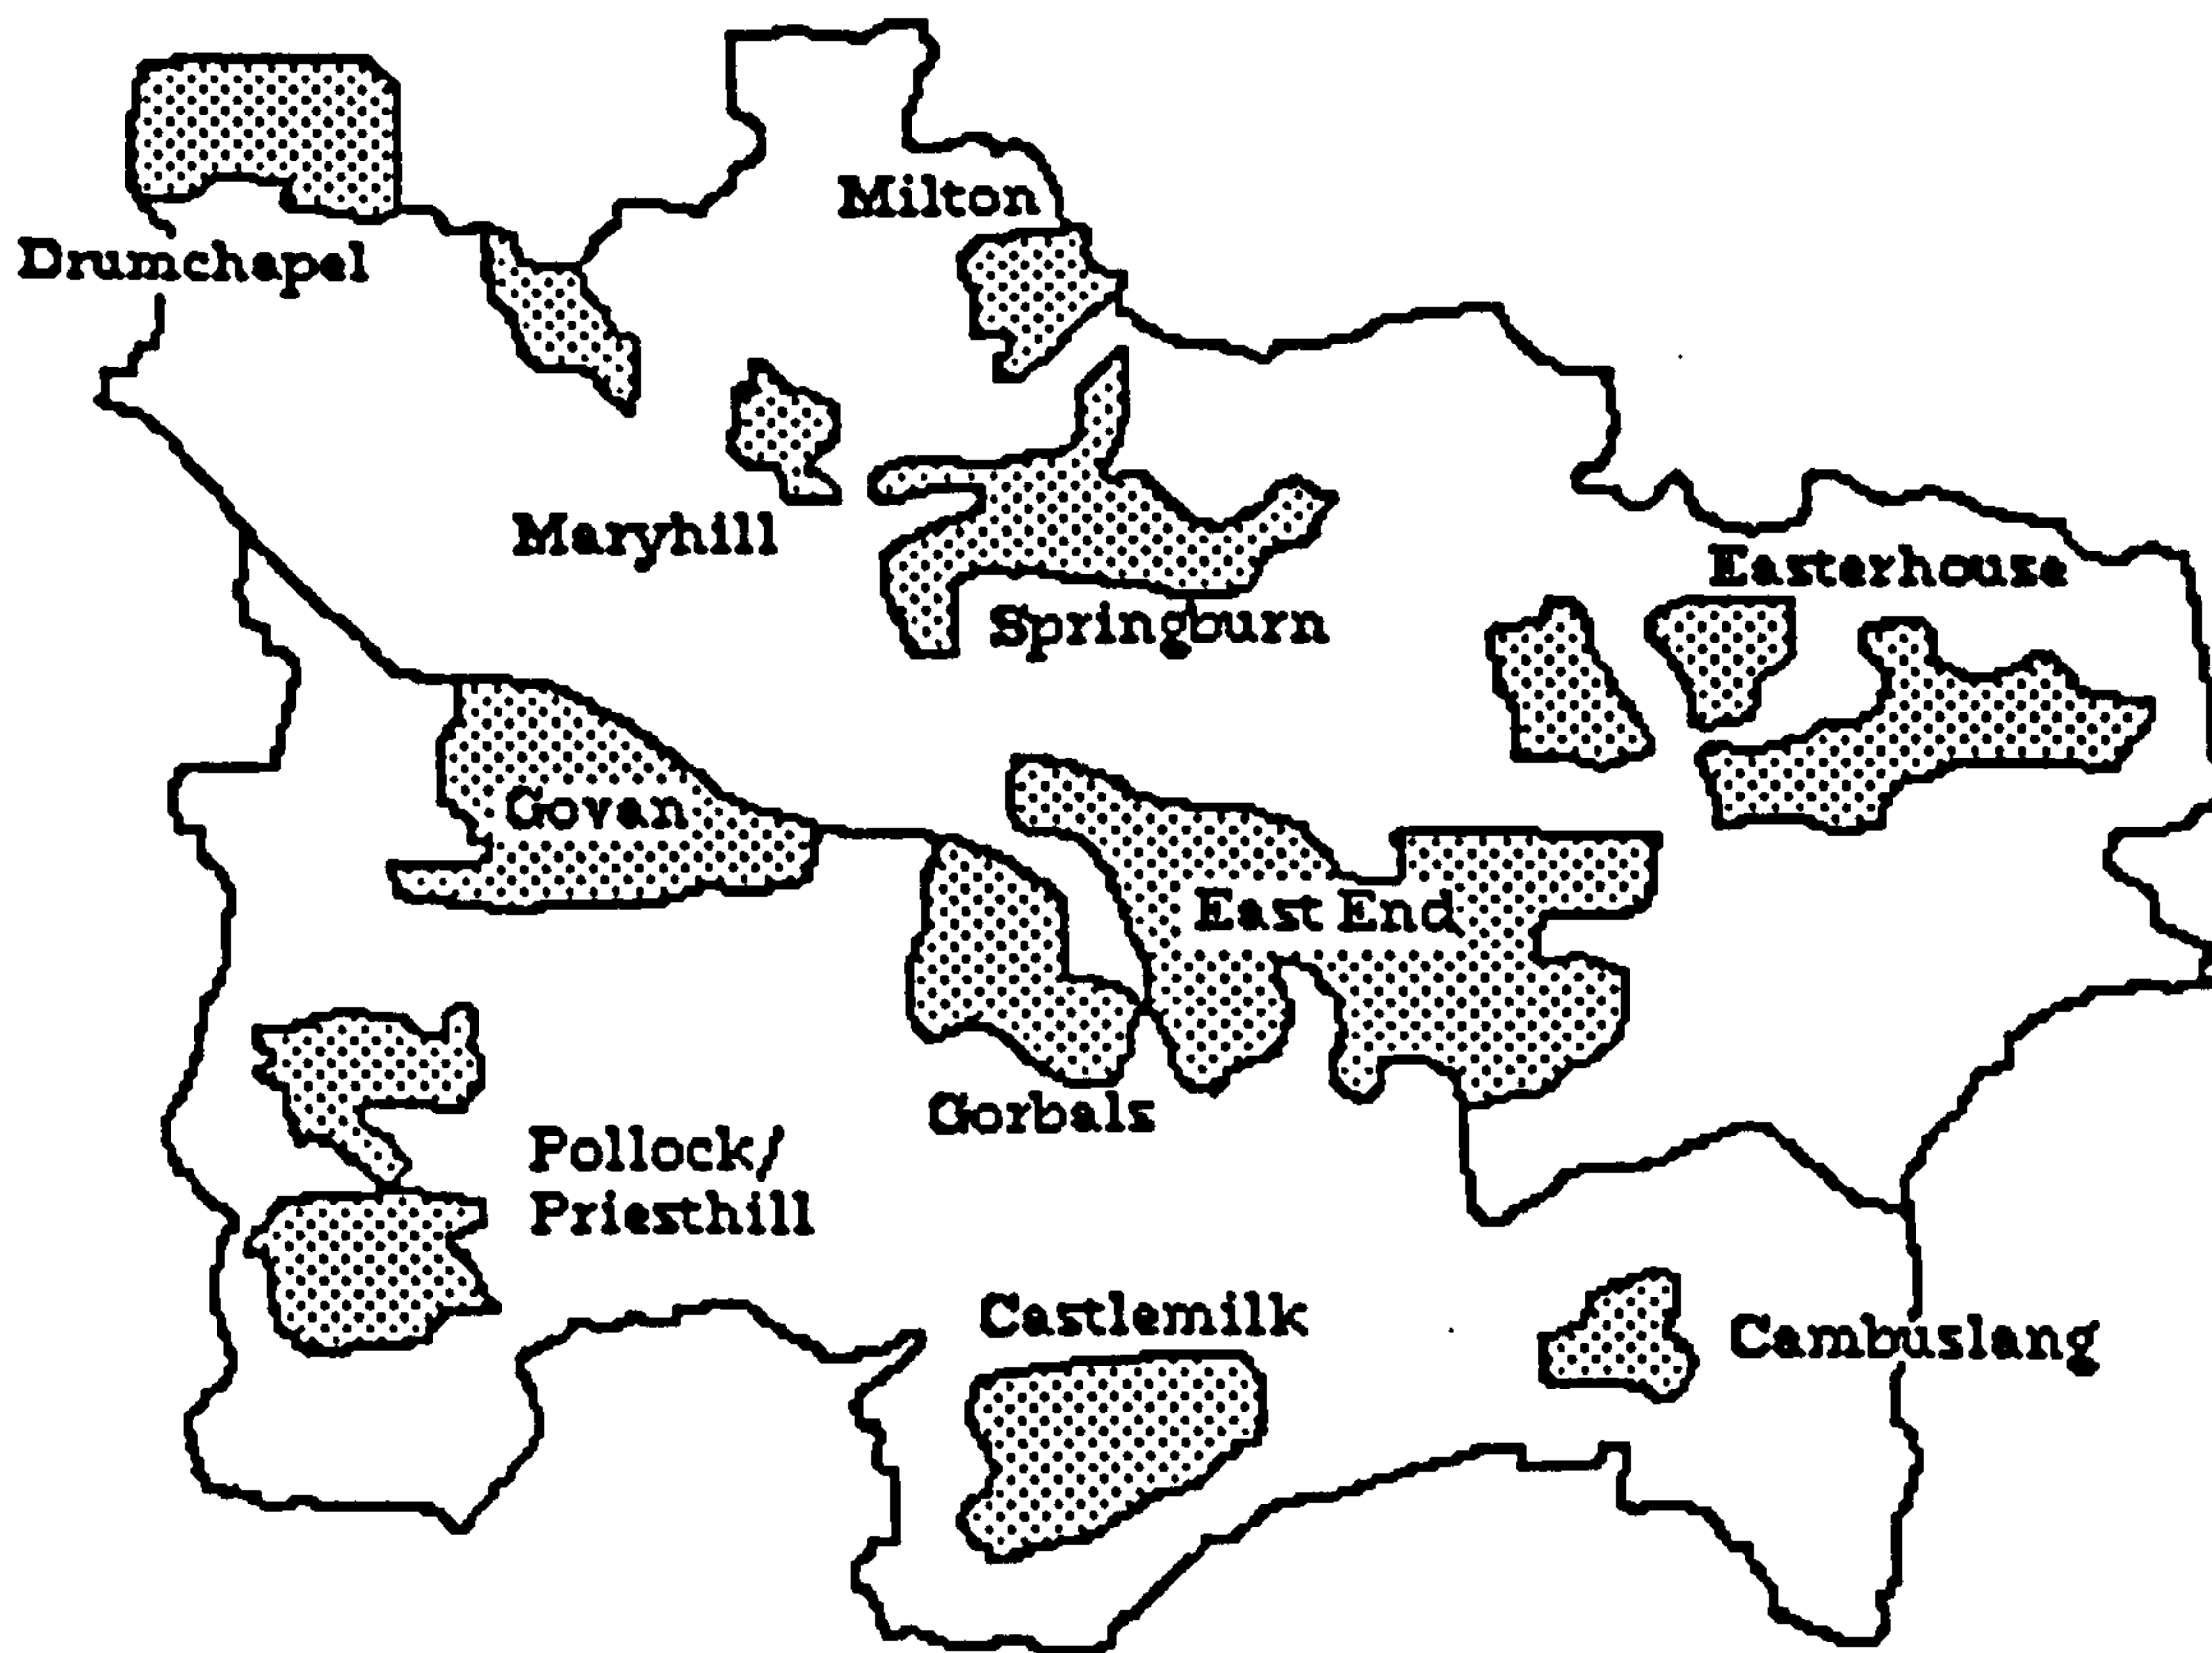 Milton
Drumchapel
Maryhill
Easterhouse
Springburn
Govan
East End
Gorbals
Pollock/
Priesthill
Castlemilk
Cambuslang